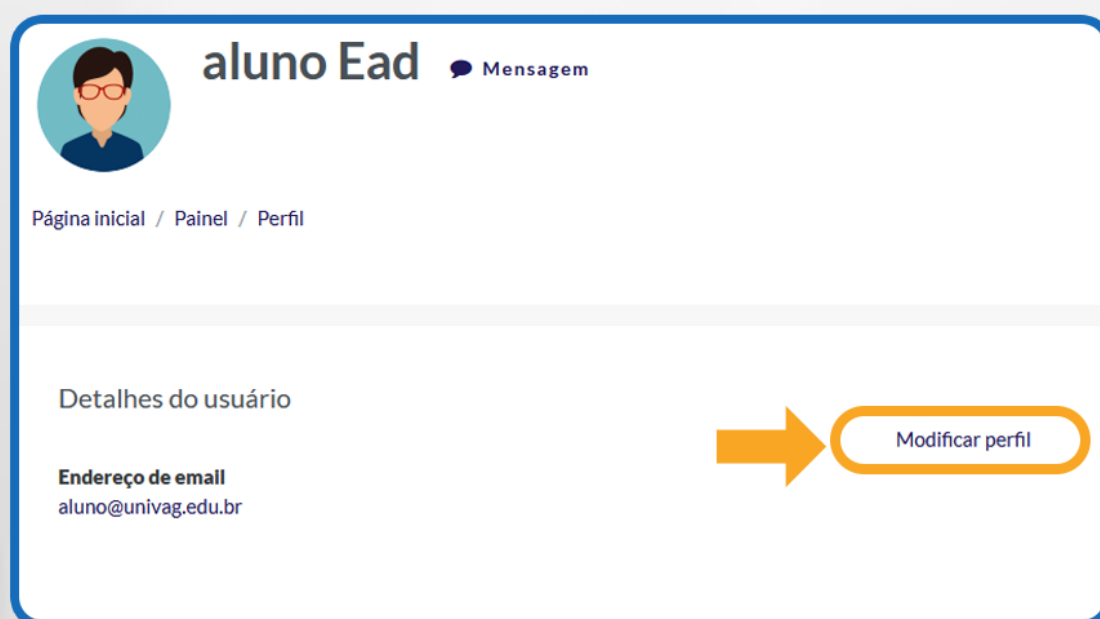 aluno Ead Mensagem
Página inicial / Painel / Perfil
Detalhes do usuário
Modificar perfil
Endereço de email
aluno@univag.edu.br